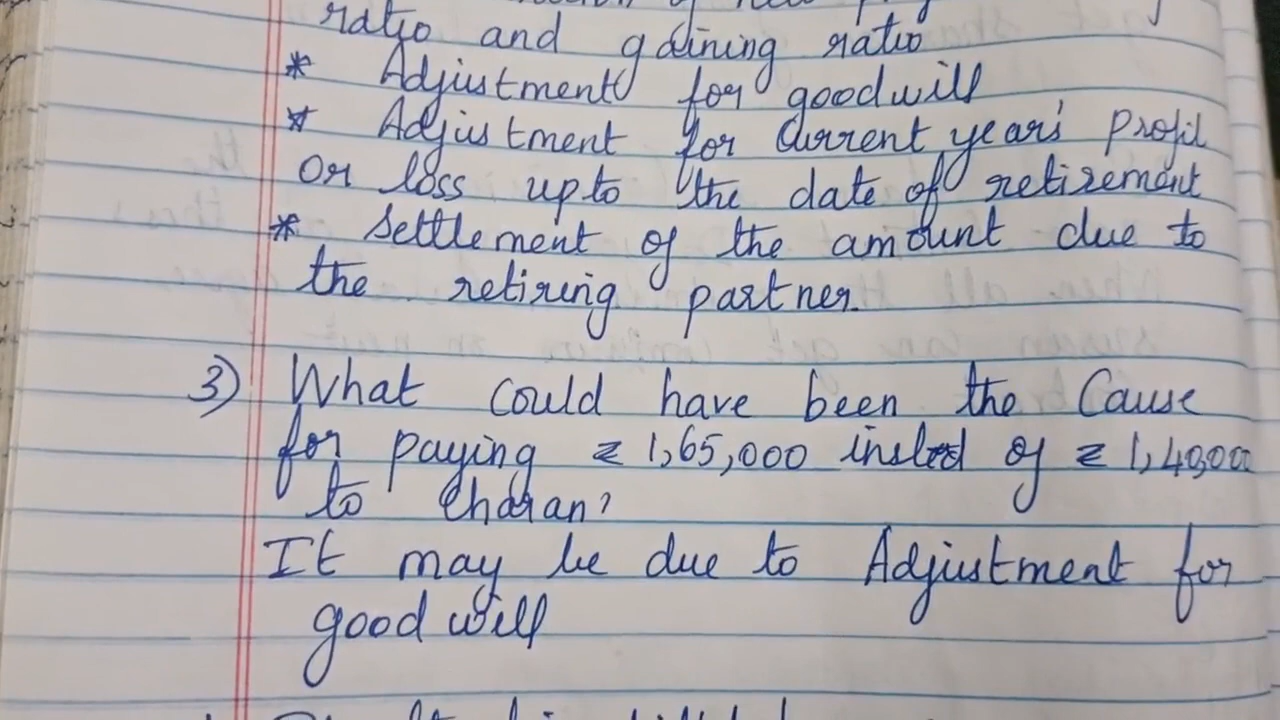 ratio and gaining ratio
* Adjustment for goodwill
* Adjustment for Current year's profit
or loss upto the date of retirement
* Settlement of the amount due to
the retiring partner.
3) What could have been the Cause
for paying ₹ 1,65,000 insted of ₹ 1,40,000
to Charan?
It may be due to Adjustment for
good will